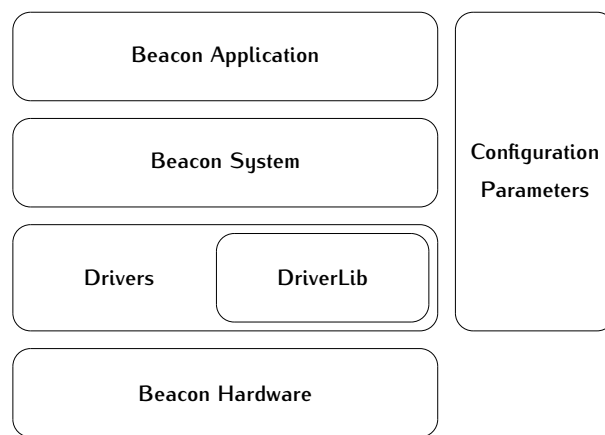 Beacon Application
Beacon System
Configuration
Parameters
Drivers
DriverLib
Beacon Hardware